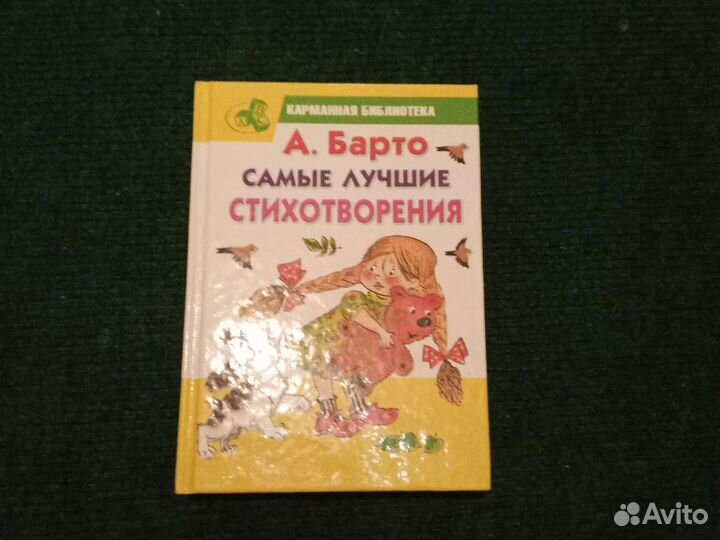 КАРМАННАЯ БИБЛИОТЕКА
А. Барто
САМЫЕ ЛУЧШИЕ
СТИХОТВОРЕНИЯ
Avito